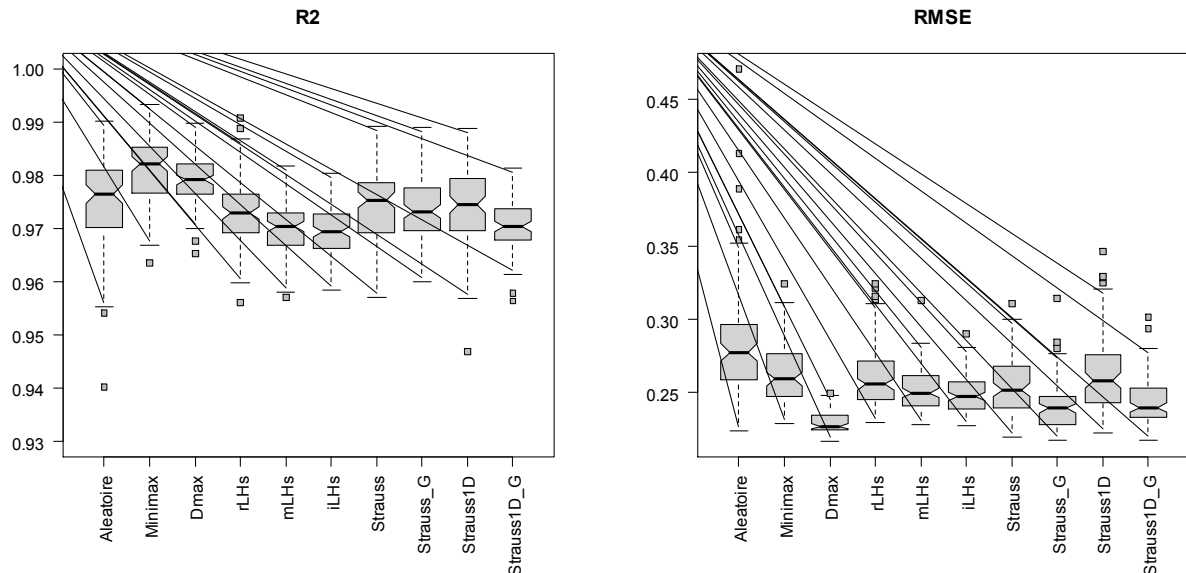 R2
1.00
0.99
0.98
0.97
0.96
0.95
0.94
0.93
Aleatoire
Minimax
Dmax
rLHs
mLHs
iLHs
Strauss
Strauss_G
Strauss1D
Strauss1D_G
RMSE
0.45
0.40
0.35
0.30
0.25
Aleatoire
Minimax
Dmax
rLHs
mLHs
iLHs
Strauss
Strauss_G
Strauss1D
Strauss1D_G